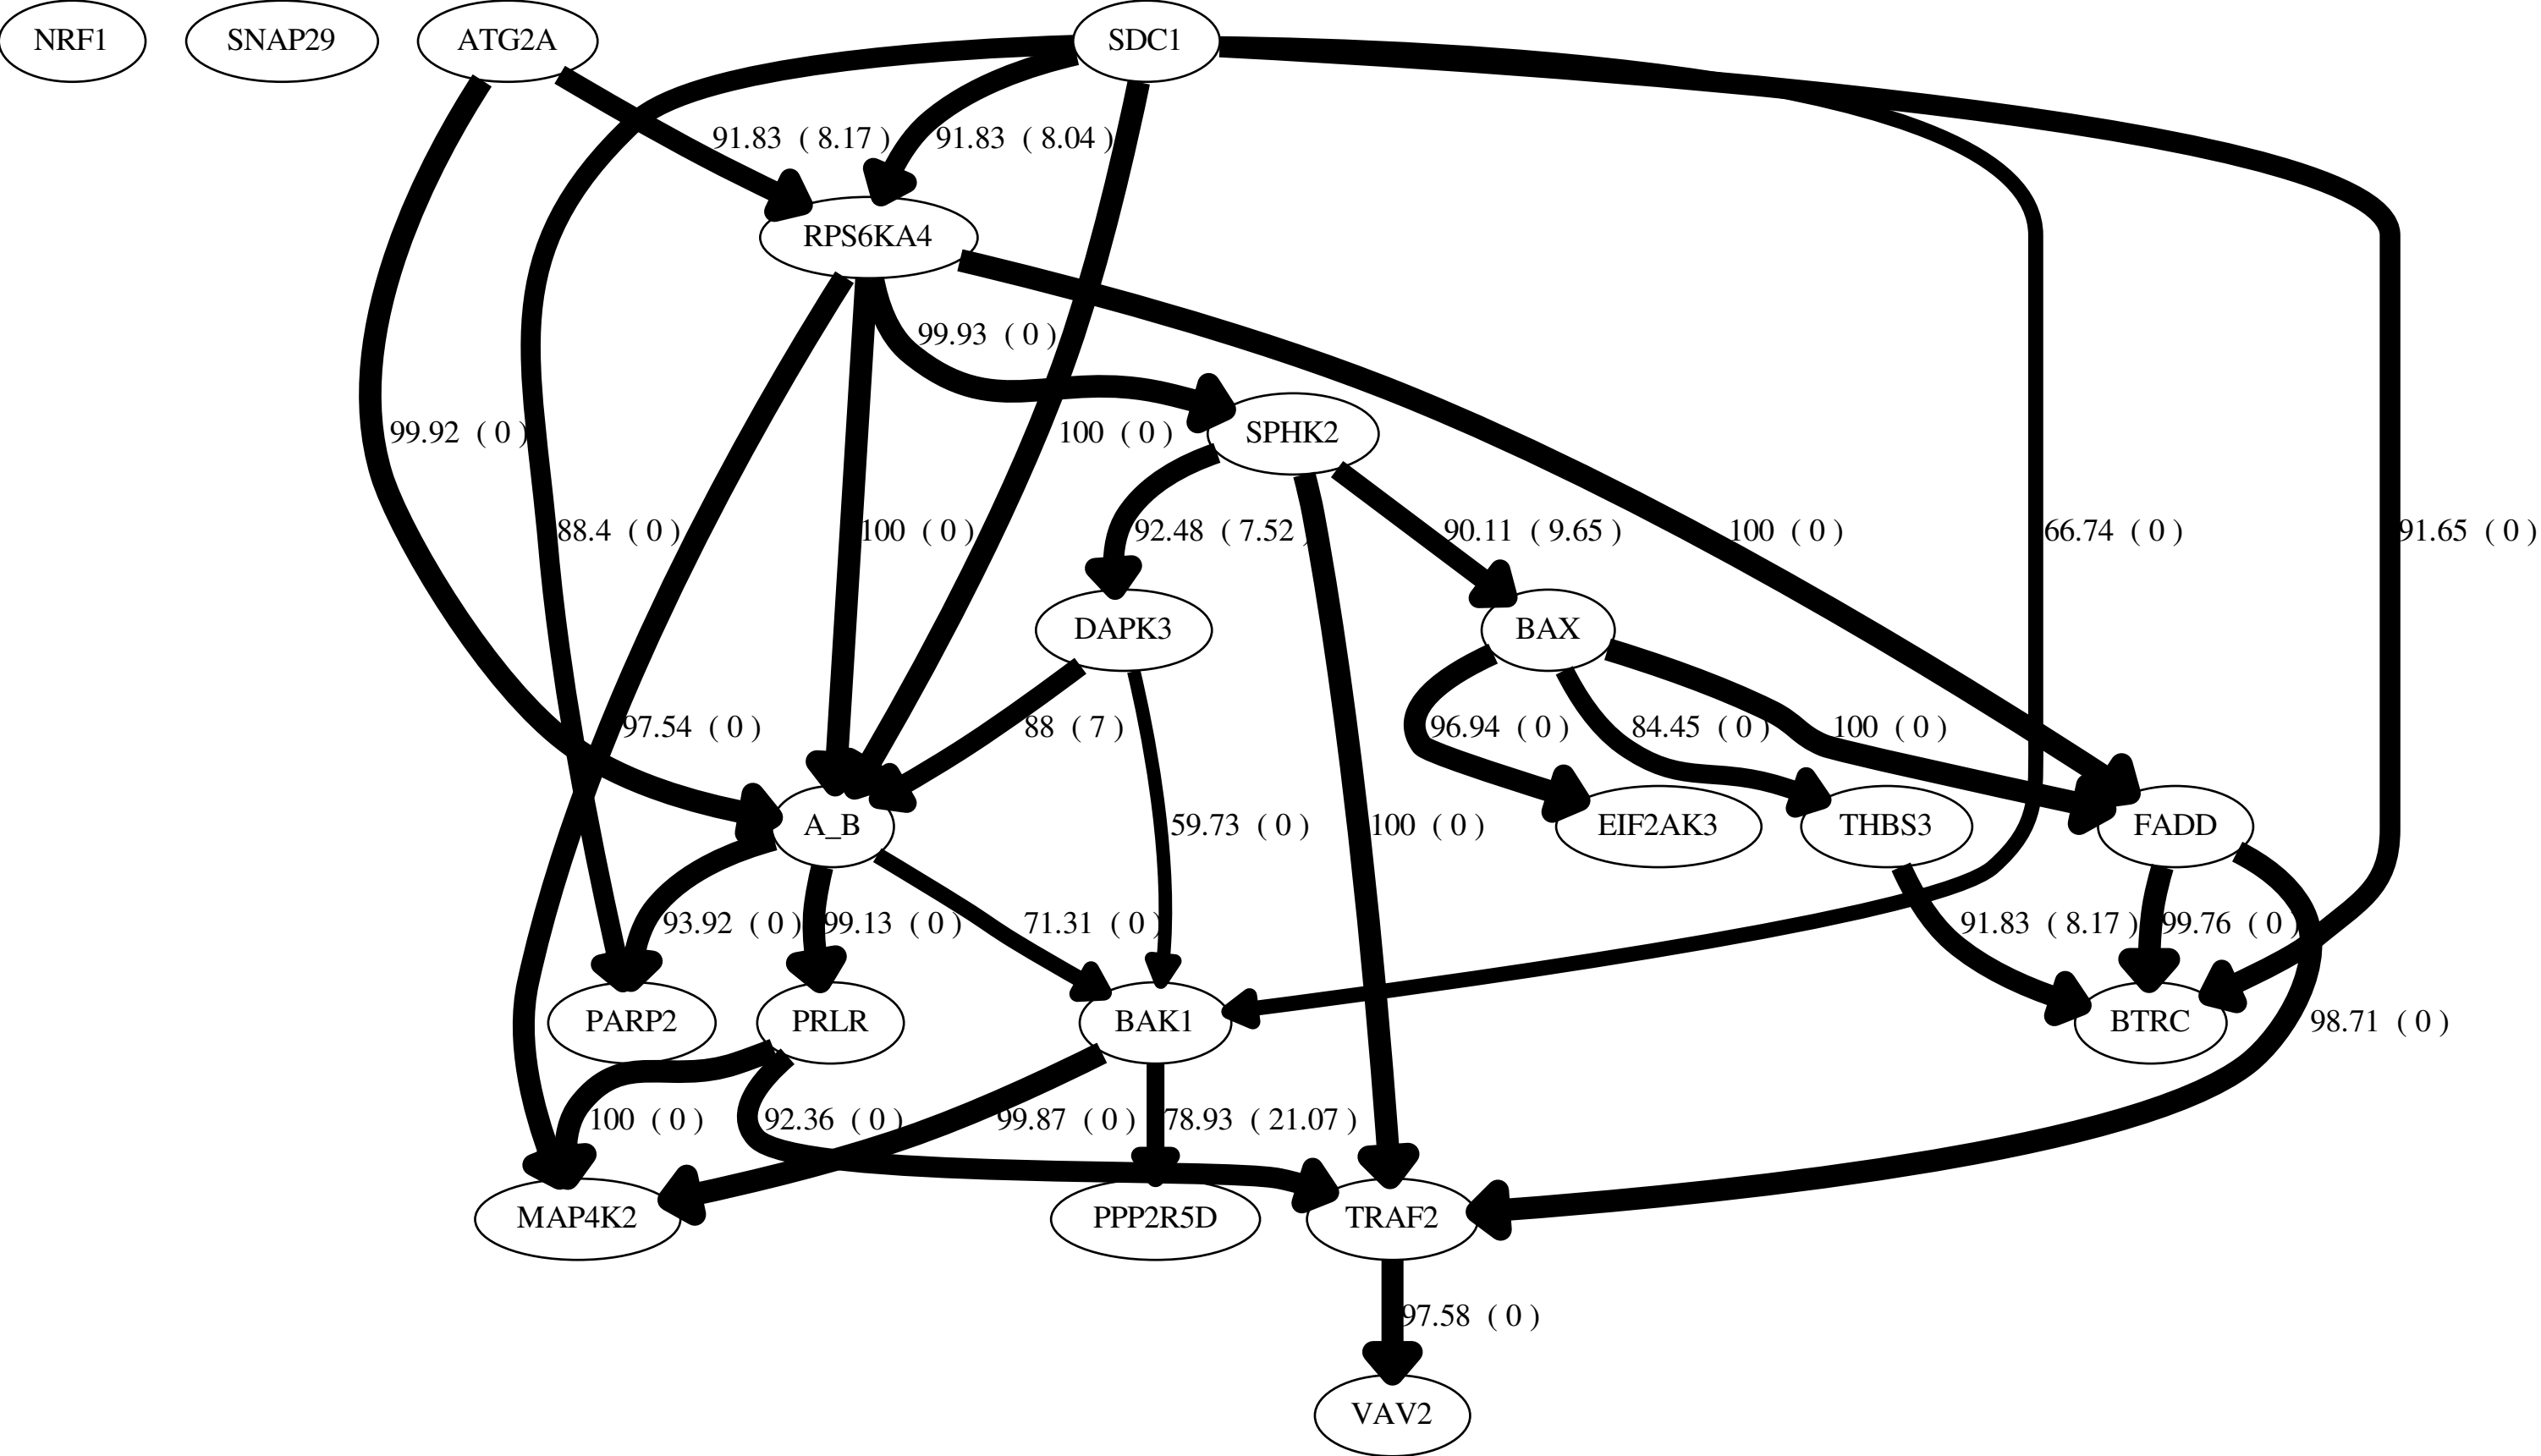 NRF1
SNAP29
ATG2A
SDC1
91.83 ( 8.17 )
91.83 ( 8.04 )
RPS6KA4
99.93 ( 0 )
99.92 ( 0 )
100 ( 0 )
SPHK2
88.4 ( 0 )
100 ( 0 )
92.48 ( 7.52 )
90.11 ( 9.65 )
100 ( 0 )
66.74 ( 0 )
91.65 ( 0 )
DAPK3
BAX
97.54 ( 0 )
88 ( 7 )
96.94 ( 0 )
84.45 ( 0 )
100 ( 0 )
A_B
59.73 ( 0 )
100 ( 0 )
EIF2AK3
THBS3
FADD
93.92 ( 0 )
99.13 ( 0 )
71.31 ( 0 )
91.83 ( 8.17 )
99.76 ( 0 )
PARP2
PRLR
BAK1
BTRC
98.71 ( 0 )
100 ( 0 )
92.36 ( 0 )
99.87 ( 0 )
78.93 ( 21.07 )
MAP4K2
PPP2R5D
TRAF2
97.58 ( 0 )
VAV2